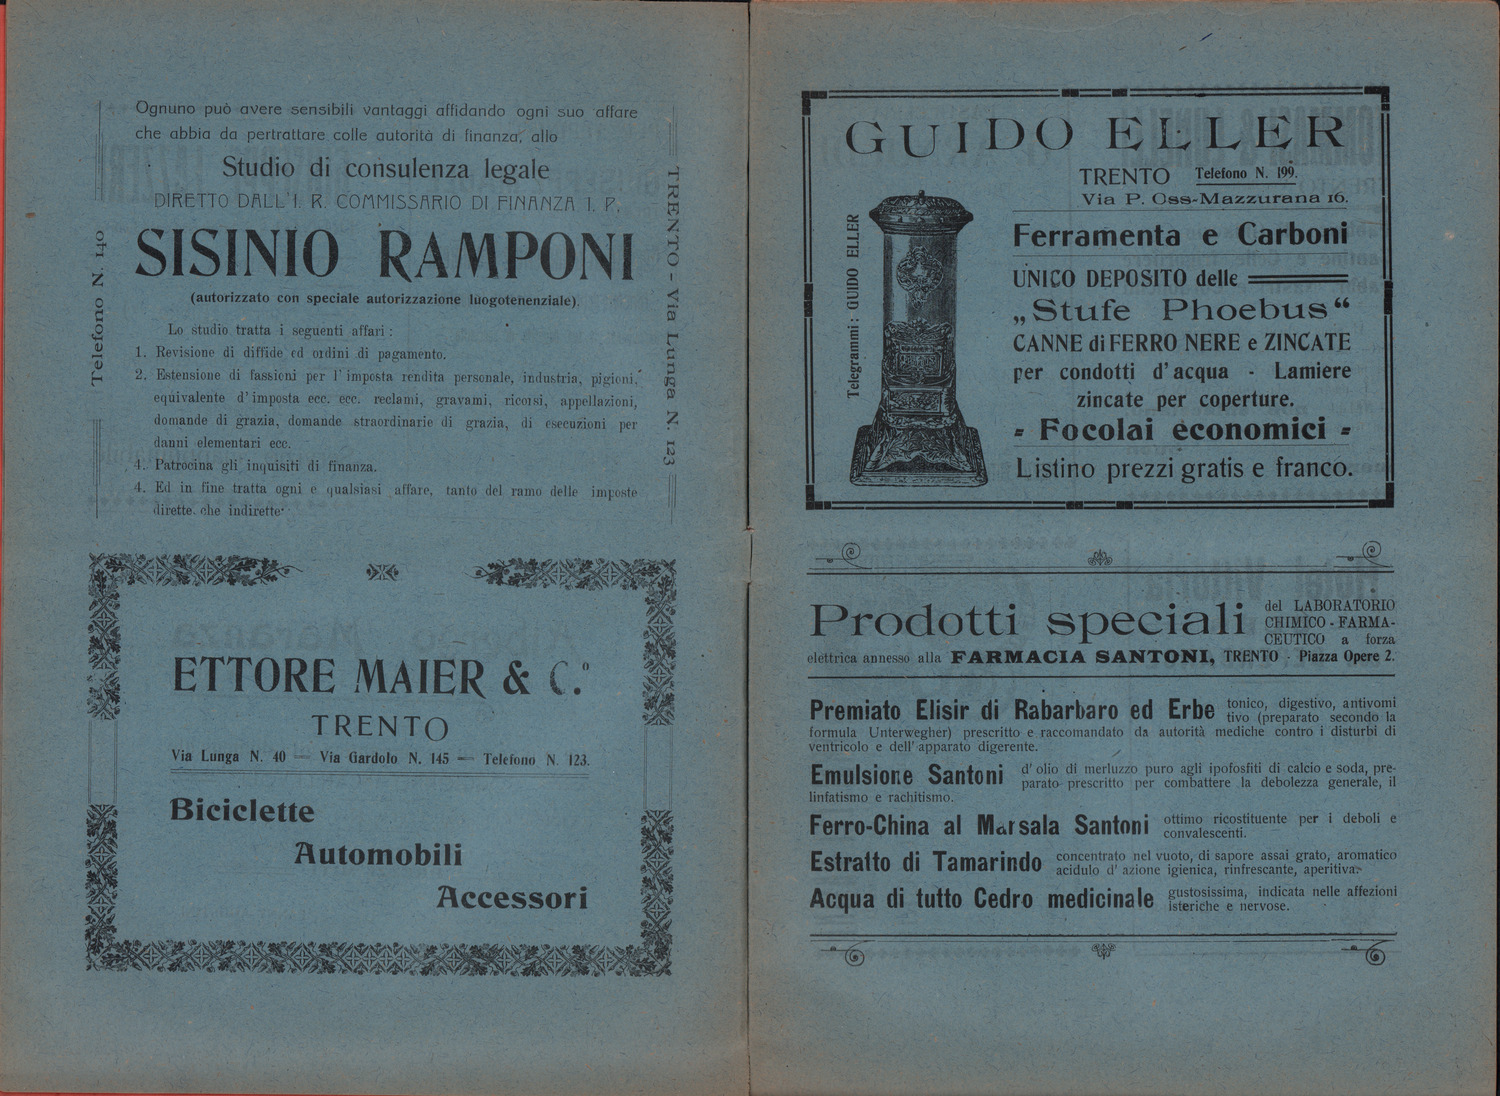 Ognuno può avere sensibili vantaggi affidando ogni suo affare
che abbia da pertrattare colle autorità di finanza, allo
Studio di consulenza legale
DIRETTO DALL'I. R. COMMISSARIO DI FINANZA I. P.
SISINIO RAMPONI
(autorizzato con speciale autorizzazione luogotenenziale).
Lo studio tratta i seguenti affari :
1. Revisione di diffide ed ordini di pagamento.
2. Estensione di fassioni per l' imposta rendita personale, industria, pigioni,
equivalente d' imposta ecc. ecc. reclami, gravami, ricorsi, appellazioni,
domande di grazia, domande straordinarie di grazia, di esecuzioni per
danni elementari ecc.
4. Patrocina gli inquisiti di finanza.
4. Ed in fine tratta ogni e qualsiasi affare, tanto del ramo delle imposte
dirette che indirette
Telefono N. 140
TRENTO - Via Lunga N. 123
ETTORE MAIER & C.º
TRENTO
Via Lunga N. 40 — Via Gardolo N. 145 — Telefono N. 123.
Biciclette
Automobili
Accessori
GUIDO ELLER
TRENTO Telefono N. 199.
Via P. Oss-Mazzurana 16.
Telegrammi: GUIDO ELLER
Ferramenta e Carboni
UNICO DEPOSITO delle
„Stufe Phoebus“
CANNE di FERRO NERE e ZINCATE
per condotti d' acqua - Lamiere
zincate per coperture.
= Focolai economici =
Listino prezzi gratis e franco.
Prodotti speciali del LABORATORIO
CHIMICO - FARMA-
CEUTICO a forza
elettrica annesso alla FARMACIA SANTONI, TRENTO - Piazza Opere 2.
Premiato Elisir di Rabarbaro ed Erbe tonico, digestivo, antivomi
tivo (preparato secondo la
formula Unterwegher) prescritto e raccomandato da autorità mediche contro i disturbi di
ventricolo e dell' apparato digerente.
Emulsione Santoni d' olio di merluzzo puro agli ipofosfiti di calcio e soda, pre-
parato prescritto per combattere la debolezza generale, il
linfatismo e rachitismo.
Ferro-China al Marsala Santoni ottimo ricostituente per i deboli e
convalescenti.
Estratto di Tamarindo concentrato nel vuoto, di sapore assai grato, aromatico
acidulo d' azione igienica, rinfrescante, aperitiva.
Acqua di tutto Cedro medicinale gustosissima, indicata nelle affezioni
isteriche e nervose.